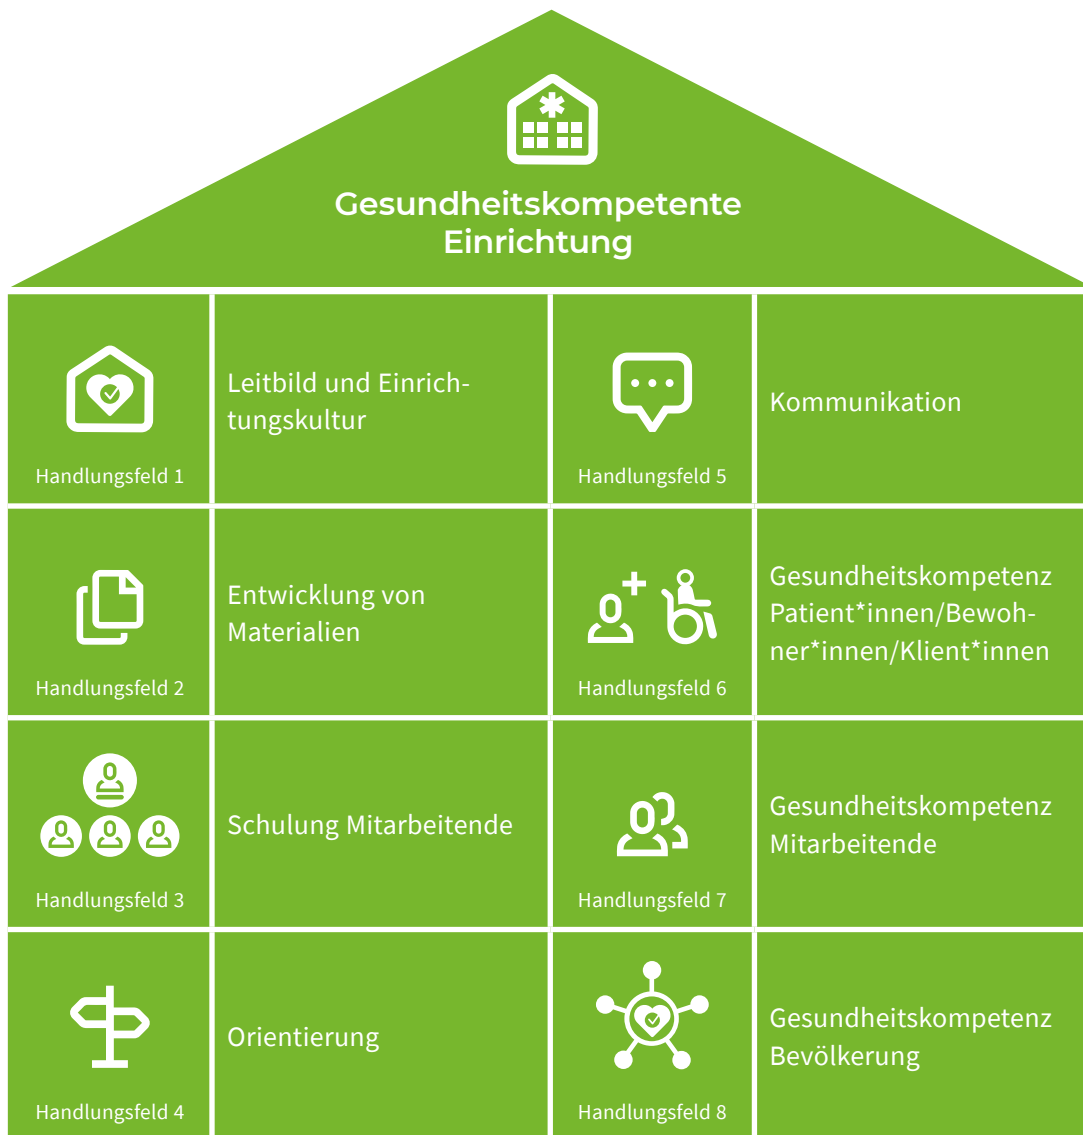 Gesundheitskompetente
Einrichtung
Handlungsfeld 1
Leitbild und Einrich-
tungskultur
Handlungsfeld 2
Entwicklung von
Materialien
Handlungsfeld 3
Schulung Mitarbeitende
Handlungsfeld 4
Orientierung
Handlungsfeld 5
Kommunikation
Handlungsfeld 6
Gesundheitskompetenz
Patient*innen/Bewoh-
ner*innen/Klient*innen
Handlungsfeld 7
Gesundheitskompetenz
Mitarbeitende
Handlungsfeld 8
Gesundheitskompetenz
Bevölkerung